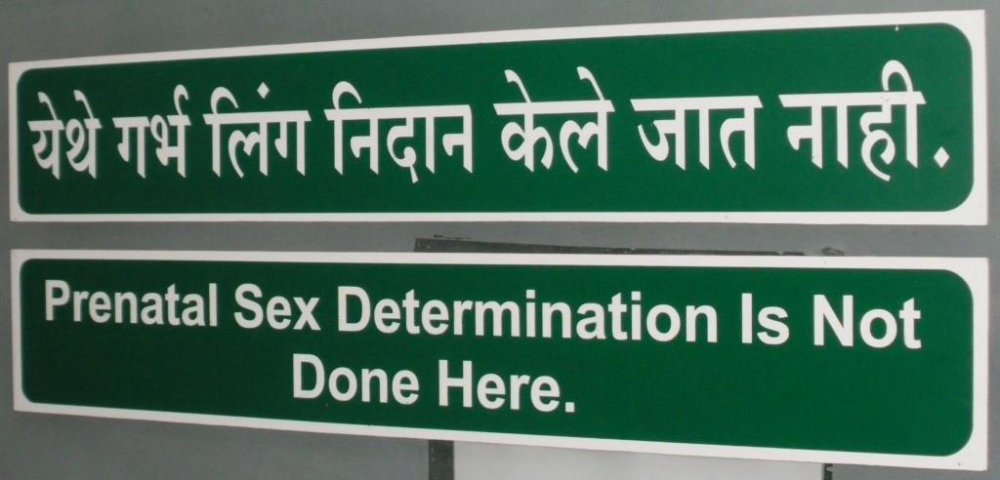 येथे गर्भ लिंग निदान केले जात नाही.
Prenatal Sex Determination Is Not
Done Here.